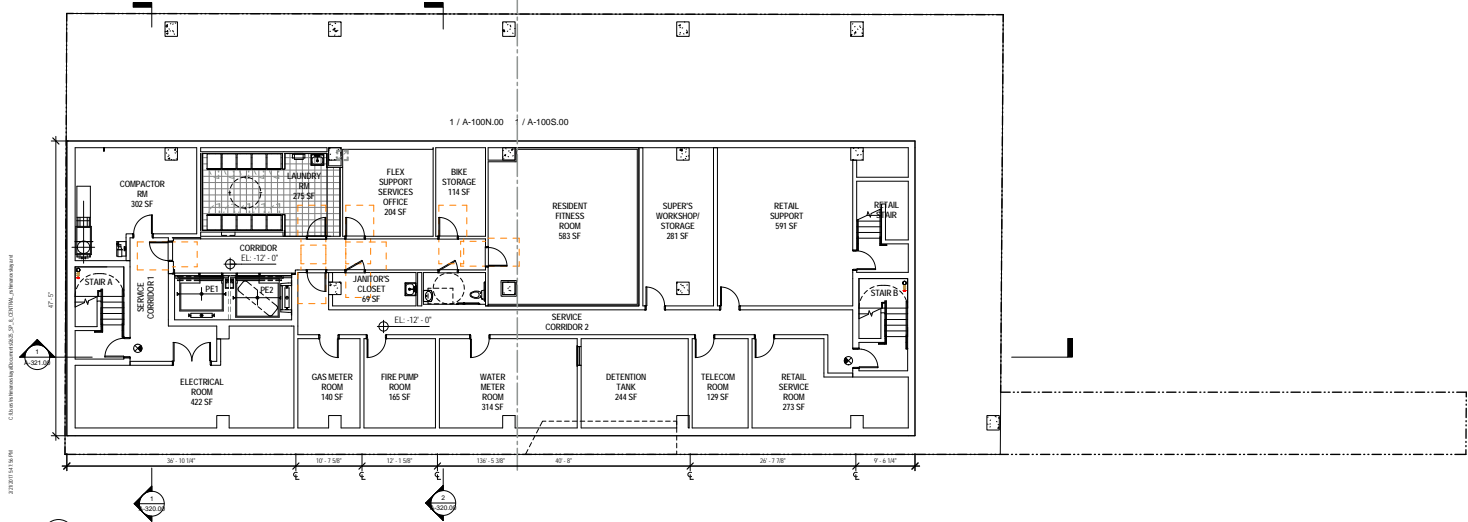 1 / A-100N.00
1 / A-100S.00
COMPACTOR
RM
302 SF
LAUNDRY
RM
275 SF
FLEX
SUPPORT
SERVICES
OFFICE
204 SF
BIKE
STORAGE
114 SF
RESIDENT
FITNESS
ROOM
583 SF
SUPER'S
WORKSHOP/
STORAGE
281 SF
RETAIL
SUPPORT
591 SF
RETAIL
STAIR
CORRIDOR
EL: -12' - 0"
STAIR A
SERVICE
CORRIDOR 1
PE1
PE2
JANITOR'S
CLOSET
69 SF
STAIR B
EL: -12' - 0"
SERVICE
CORRIDOR 2
47'- 5"
1
A-321.00
ELECTRICAL
ROOM
422 SF
GAS METER
ROOM
140 SF
FIRE PUMP
ROOM
165 SF
WATER
METER
ROOM
314 SF
DETENTION
TANK
244 SF
TELECOM
ROOM
129 SF
RETAIL
SERVICE
ROOM
273 SF
36' - 10 1/4"
10' - 7 5/8"
12' - 1 5/8"
136' - 5 3/8"
40' - 8"
26' - 7 7/8"
9' - 6 1/4"
1
A-320.00
2
A-320.00